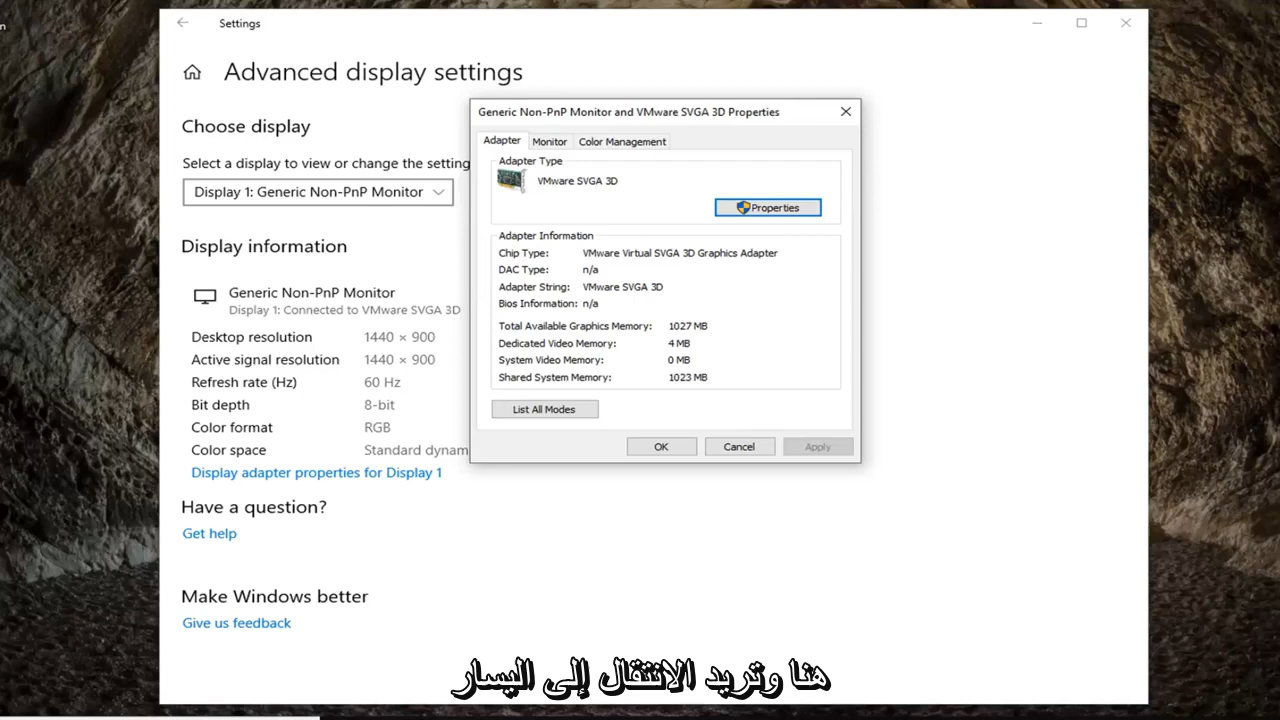 n
Settings
Advanced display settings
Choose display
Select a display to view or change the setting
Display 1: Generic Non-PnP Monitor
Display information
Generic Non-PnP Monitor
Display 1: Connected to VMware SVGA 3D
Desktop resolution 1440 × 900
Active signal resolution 1440 × 900
Refresh rate (Hz) 60 Hz
Bit depth 8-bit
Color format RGB
Color space Standard dynam
Display adapter properties for Display 1
Have a question?
Get help
Make Windows better
Give us feedback
Generic Non-PnP Monitor and VMware SVGA 3D Properties
Adapter Monitor Color Management
Adapter Type
VMware SVGA 3D
Properties
Adapter Information
Chip Type: VMware Virtual SVGA 3D Graphics Adapter
DAC Type: n/a
Adapter String: VMware SVGA 3D
Bios Information: n/a
Total Available Graphics Memory: 1027 MB
Dedicated Video Memory: 4 MB
System Video Memory: 0 MB
Shared System Memory: 1023 MB
List All Modes
OK Cancel Apply
هنا وتريد الانتقال إلى اليسار